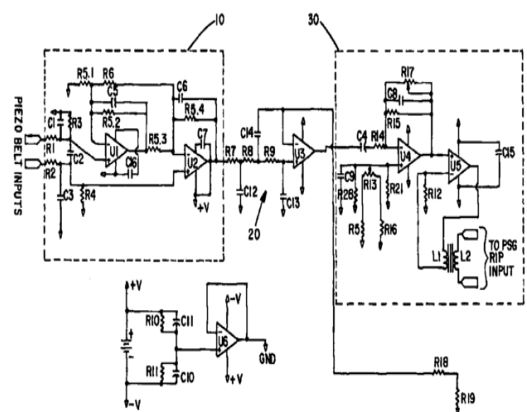 10
30
R5.1
R6
C6
R17
C5
C8
R5.2
R5.4
R15
PIEZO BELT INPUTS
C1
R3
C14
C4
R14
C15
R1
U1
R5.3
C7
U4
R2
C2
C16
U2
R7
R8
R9
U3
C9
R13
U5
R12
C3
R4
+V
C12
C13
R2B
R21
20
R5
R16
L1
L2
TO PSG
RIP
INPUT
+V
-V
R10
C11
U6
GND
R11
C10
+V
-V
R18
R19